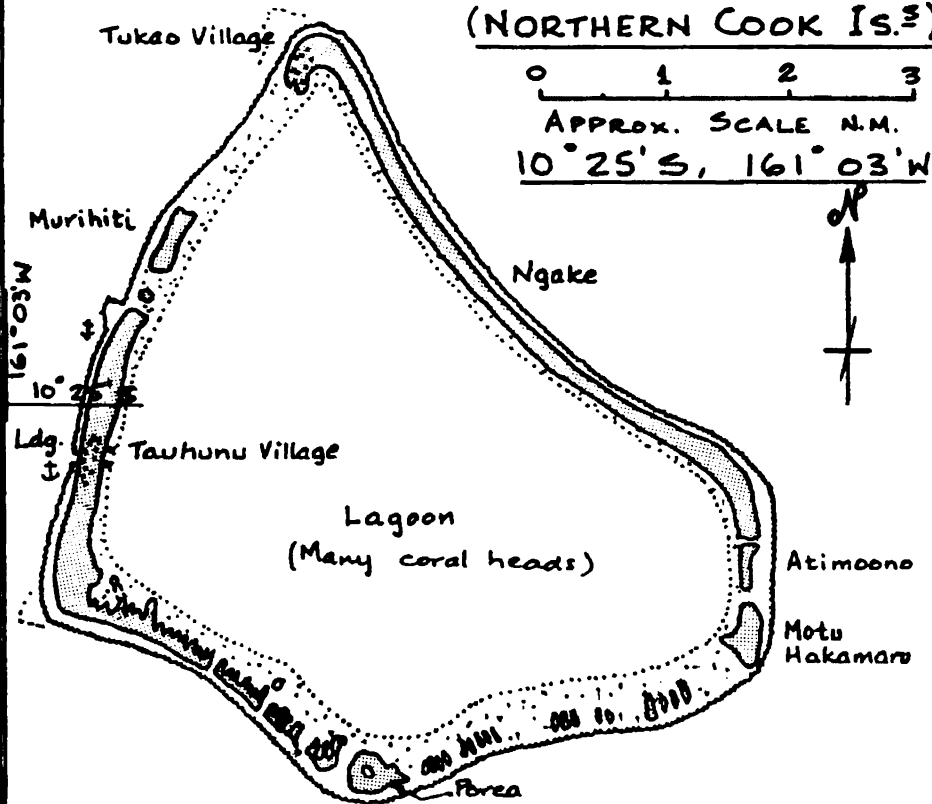 (NORTHERN COOK Is.s)
0 1 2 3
APPROX. SCALE N.M.
10°25'S, 161°03'W
N
Tukao Village
Murihiti
Ngake
161°03'W
10°25'S
Ldg.
Tauhunu Village
Lagoon
(Many coral heads)
Atimoono
Motu
Hakamaru
Porea